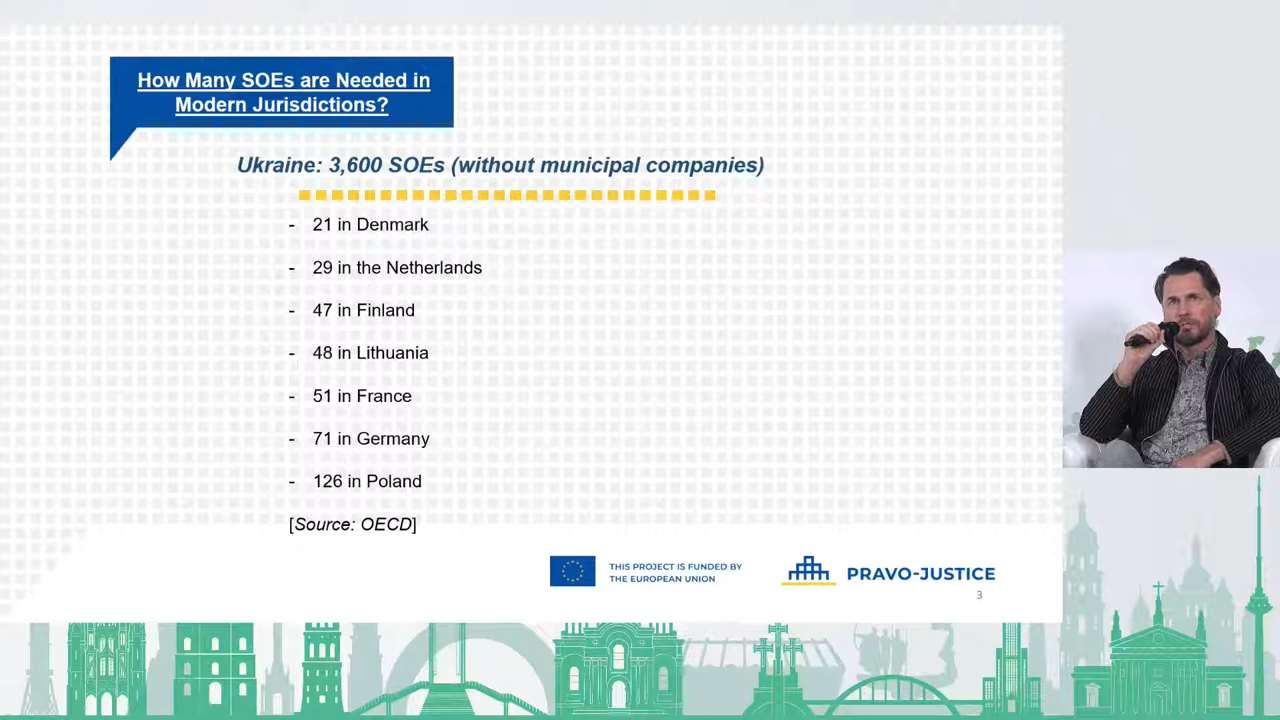 How Many SOEs are Needed in
Modern Jurisdictions?
Ukraine: 3,600 SOEs (without municipal companies)
- 21 in Denmark
- 29 in the Netherlands
- 47 in Finland
- 48 in Lithuania
- 51 in France
- 71 in Germany
- 126 in Poland
[Source: OECD]
THIS PROJECT IS FUNDED BY
THE EUROPEAN UNION
PRAVO-JUSTICE
3